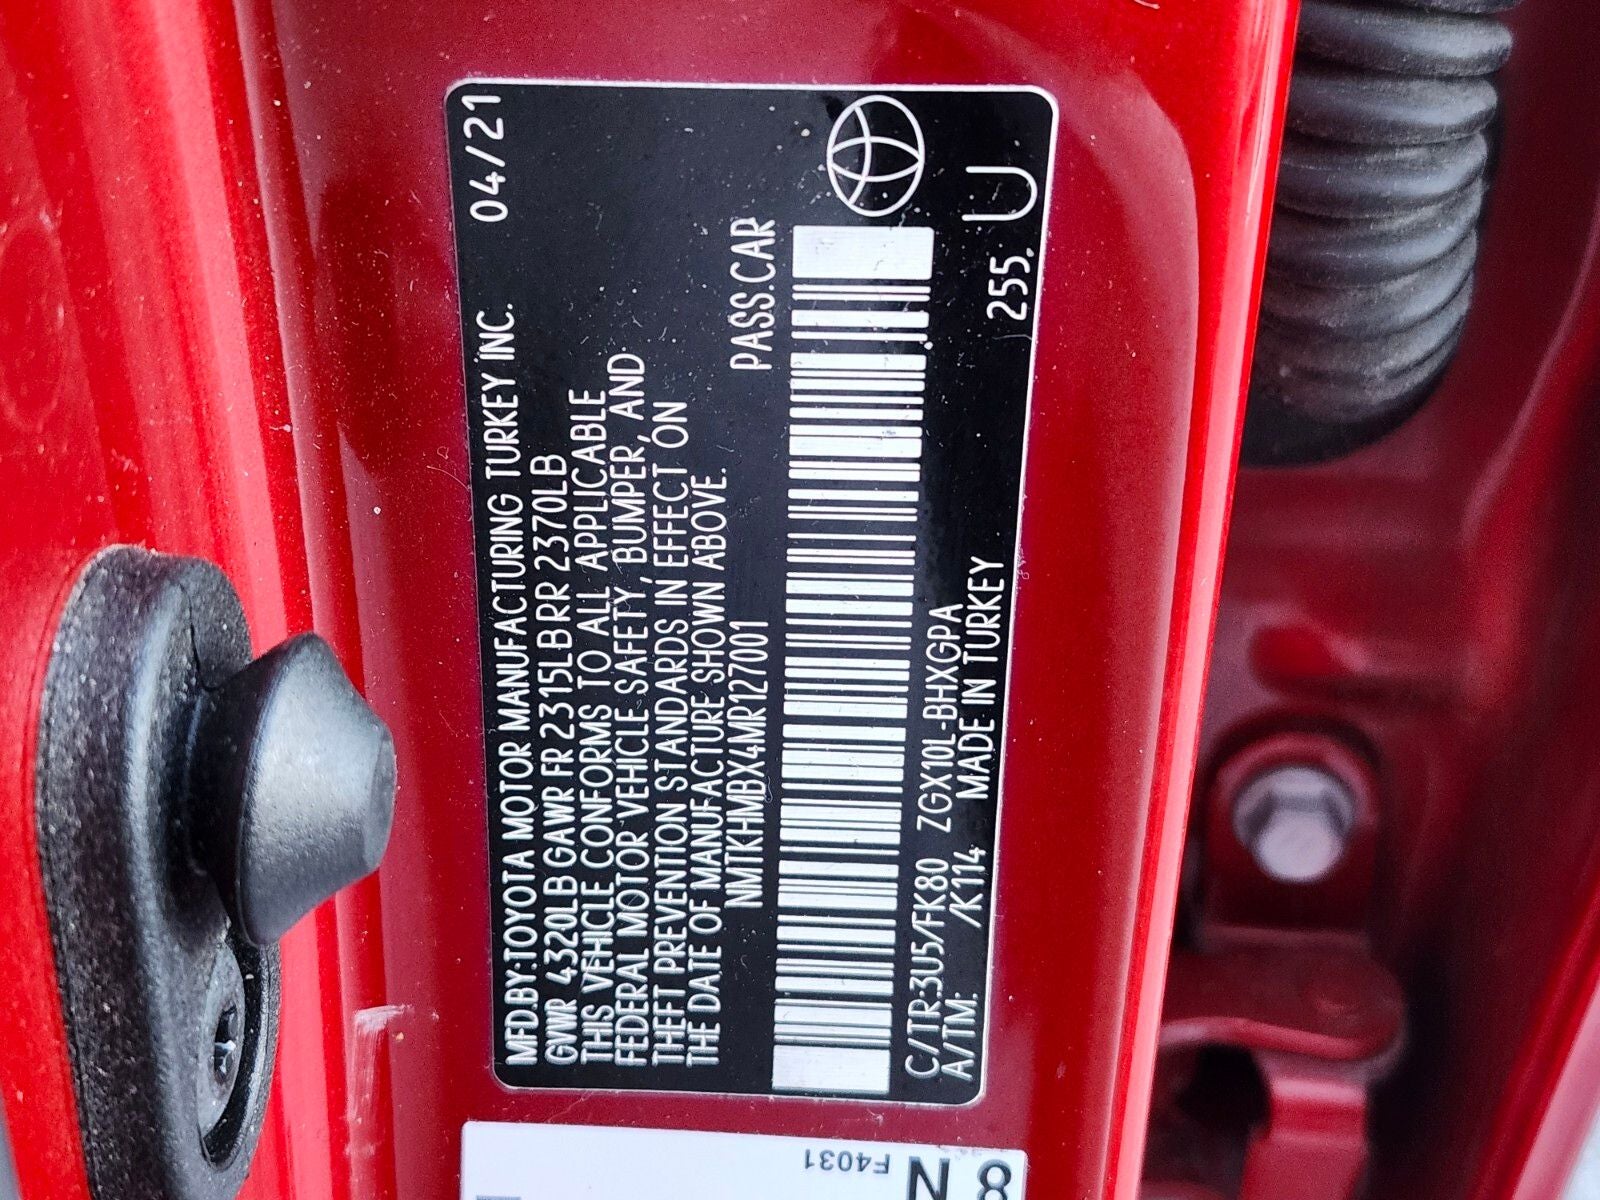 MFD.BY:TOYOTA MOTOR MANUFACTURING TURKEY INC. 04/21
GVWR 4320LB GAWR FR 2315LB RR 2370LB
THIS VEHICLE CONFORMS TO ALL APPLICABLE
FEDERAL MOTOR VEHICLE SAFETY, BUMPER, AND
THEFT PREVENTION STANDARDS IN EFFECT ON
THE DATE OF MANUFACTURE SHOWN ABOVE.
NMTKHMBX4MR127001 PASS.CAR
C/TR:3U5/FK80 ZGX10L-BHXGPA
A/TM: /K114 MADE IN TURKEY 255. U
F4031
8
N